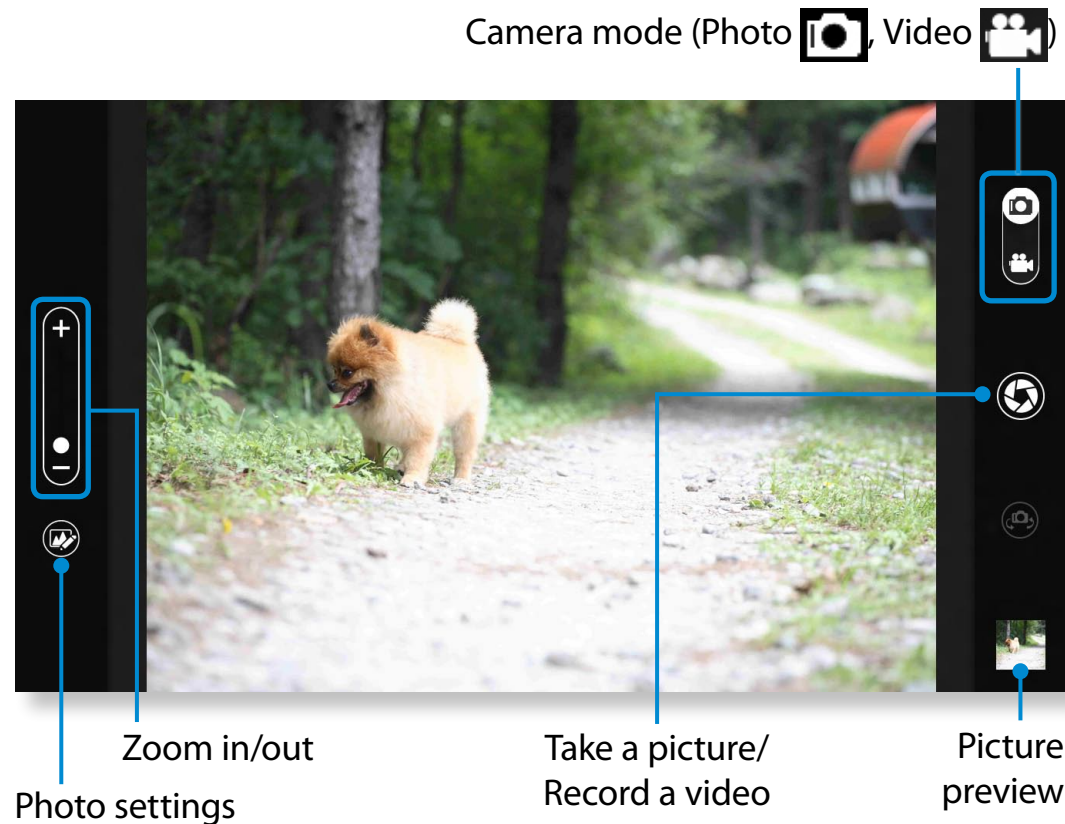 Camera mode (Photo , Video )
Zoom in/out
Photo settings
Take a picture/
Record a video
Picture
preview